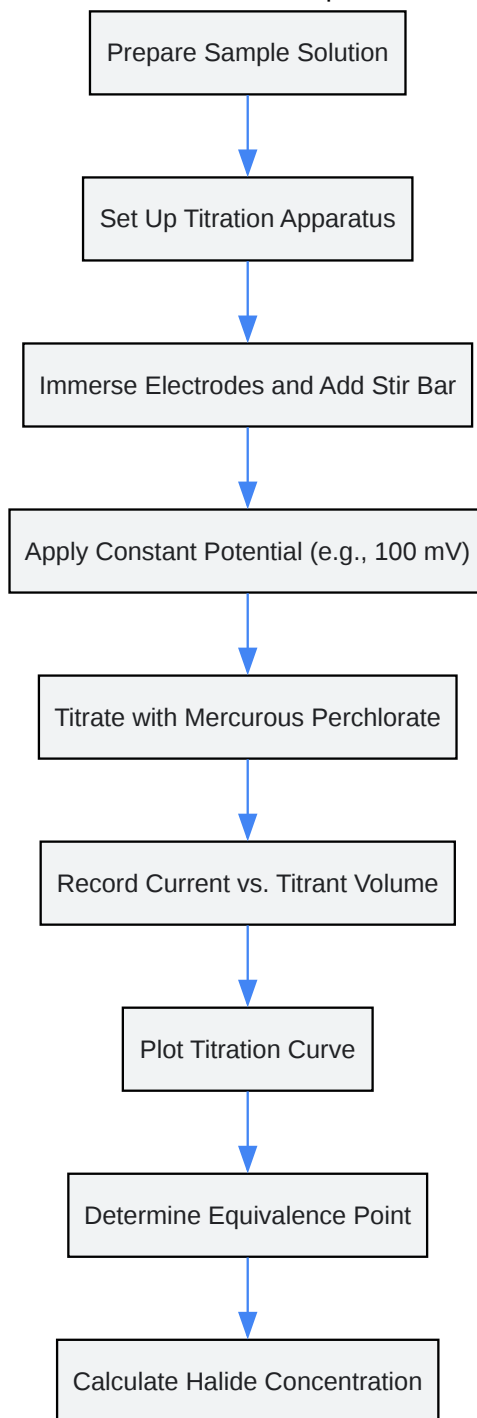 Prepare Sample Solution
Set Up Titration Apparatus
Immerse Electrodes and Add Stir Bar
Apply Constant Potential (e.g., 100 mV)
Titrate with Mercurous Perchlorate
Record Current vs. Titrant Volume
Plot Titration Curve
Determine Equivalence Point
Calculate Halide Concentration